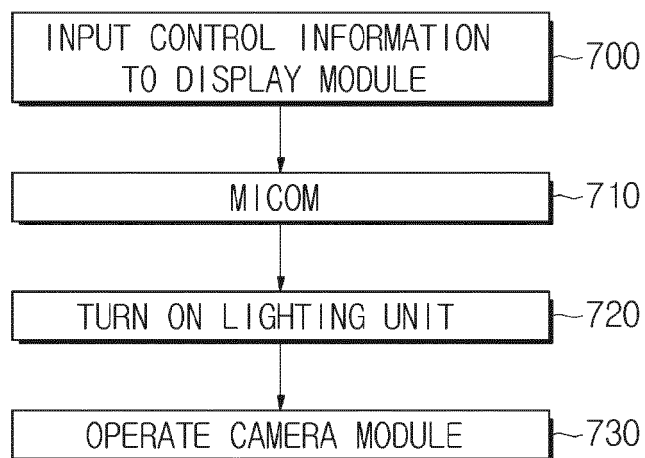 INPUT CONTROL INFORMATION
TO DISPLAY MODULE
700
MICOM
710
TURN ON LIGHTING UNIT
720
OPERATE CAMERA MODULE
730